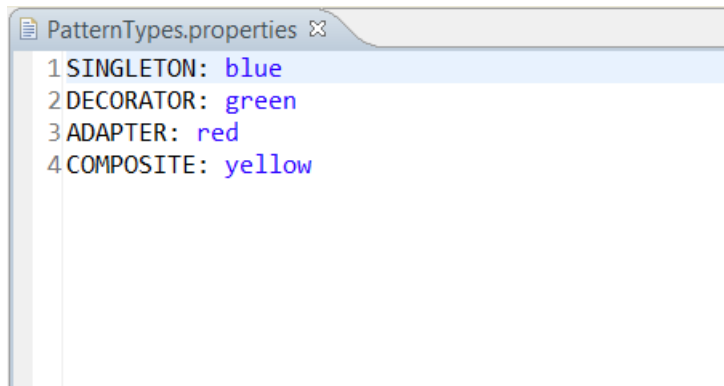 PatternTypes.properties
1 SINGLETON: blue
2 DECORATOR: green
3 ADAPTER: red
4 COMPOSITE: yellow